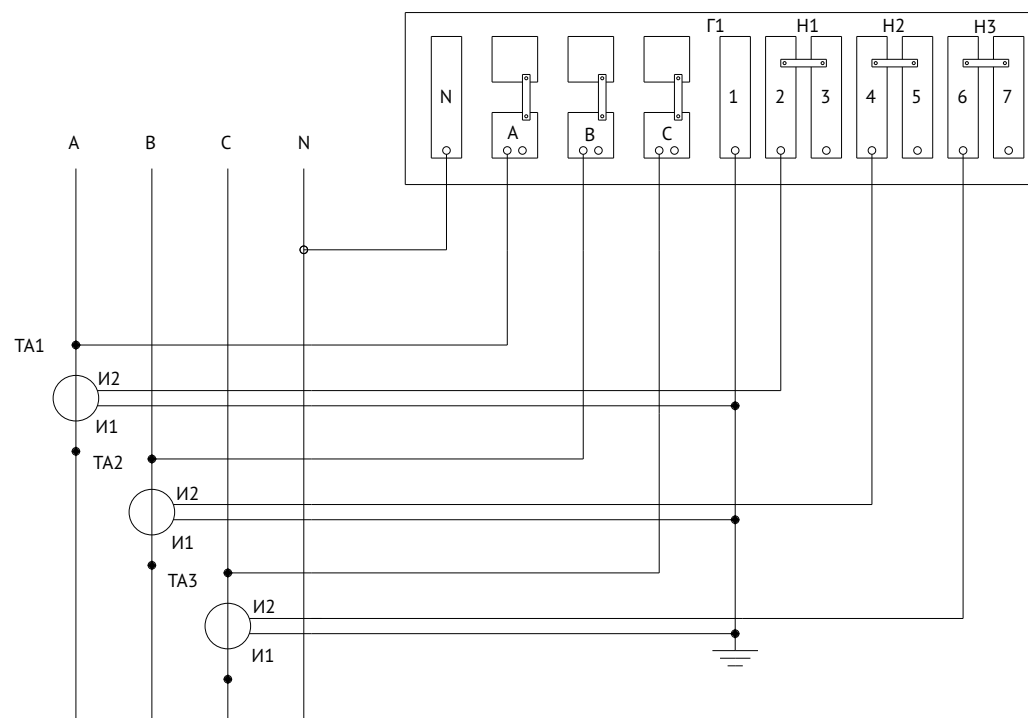 Г1 Н1 Н2 Н3
N 1 2 3 4 5 6 7
А В С
А В С N
ТА1
И2
И1
ТА2
И2
И1
ТА3
И2
И1